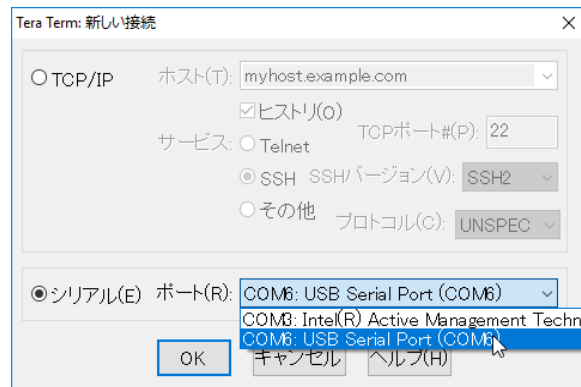 Tera Term: 新しい接続
TCP/IP
ホスト(T): myhost.example.com
ヒストリ(O)
サービス: Telnet
TCPポート#(P): 22
SSH SSHバージョン(V): SSH2
その他
プロトコル(C): UNSPEC
シリアル(E) ポート(R): COM6: USB Serial Port (COM6)
COM3: Intel(R) Active Management Techn
COM6: USB Serial Port (COM6)
OK キャンセル ヘルプ(H)